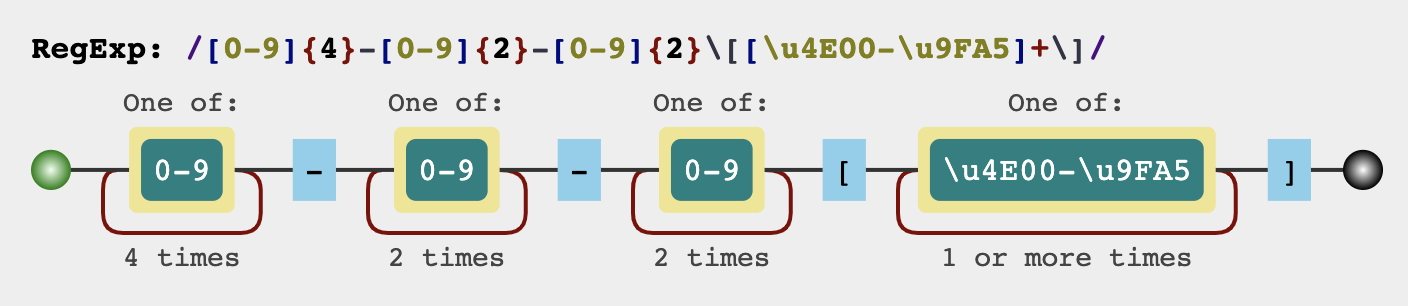 RegExp: /[0-9]{4}-[0-9]{2}-[0-9]{2}\[[\u4E00-\u9FA5]+\]/
One of: One of: One of: One of:
0-9 - 0-9 - 0-9 [ \u4E00-\u9FA5 ]
4 times 2 times 2 times 1 or more times